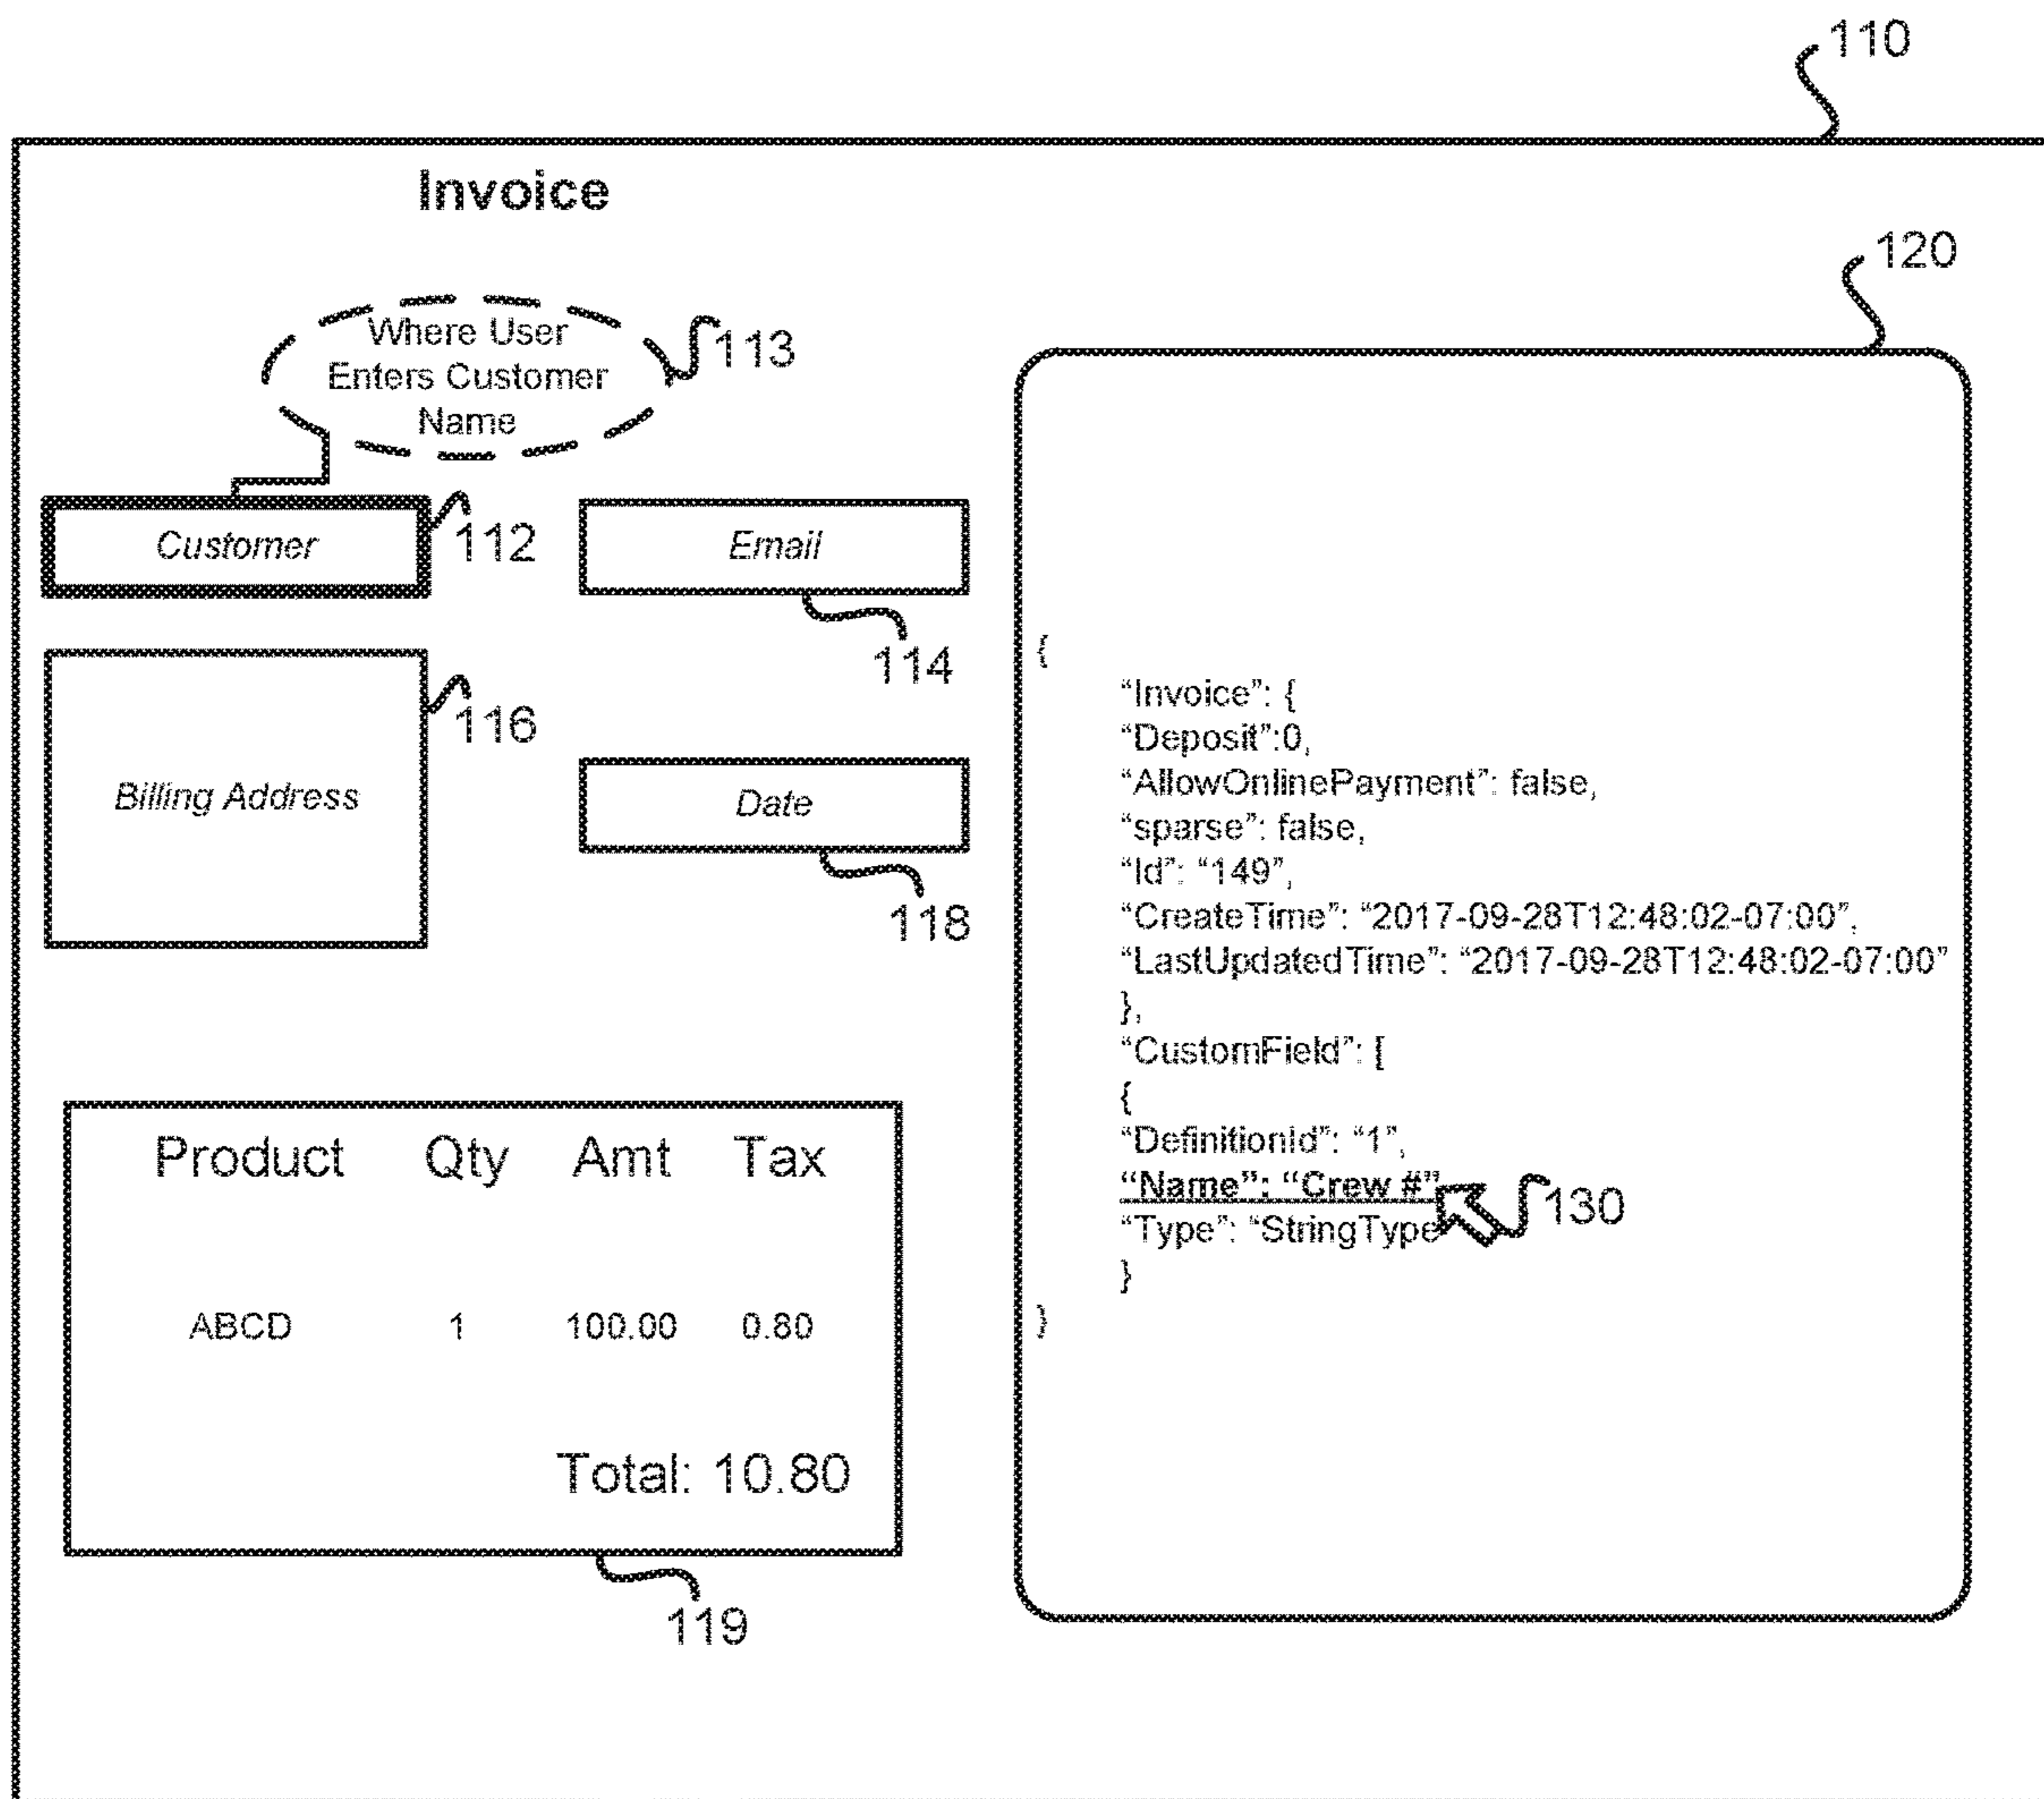 110
Invoice
120
Where User
Enters Customer
Name
113
Customer
112
Email
114
Billing Address
116
Date
118
Product Qty Amt Tax
ABCD 1 100.00 0.80
Total: 10.80
119
{
“Invoice”: {
“Deposit”:0,
“AllowOnlinePayment”: false,
“sparse”: false,
“Id”: “149”,
“CreateTime”: “2017-09-28T12:48:02-07:00”,
“LastUpdatedTime”: “2017-09-28T12:48:02-07:00”
},
“CustomField”: [
{
“DefinitionId”: “1”,
“Name”: “Crew #”
“Type”: “StringType
}
}
130